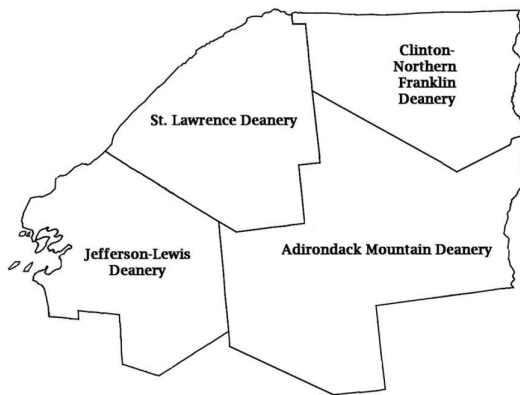 Clinton-
Northern
Franklin
Deanery
St. Lawrence Deanery
Jefferson-Lewis
Deanery
Adirondack Mountain Deanery